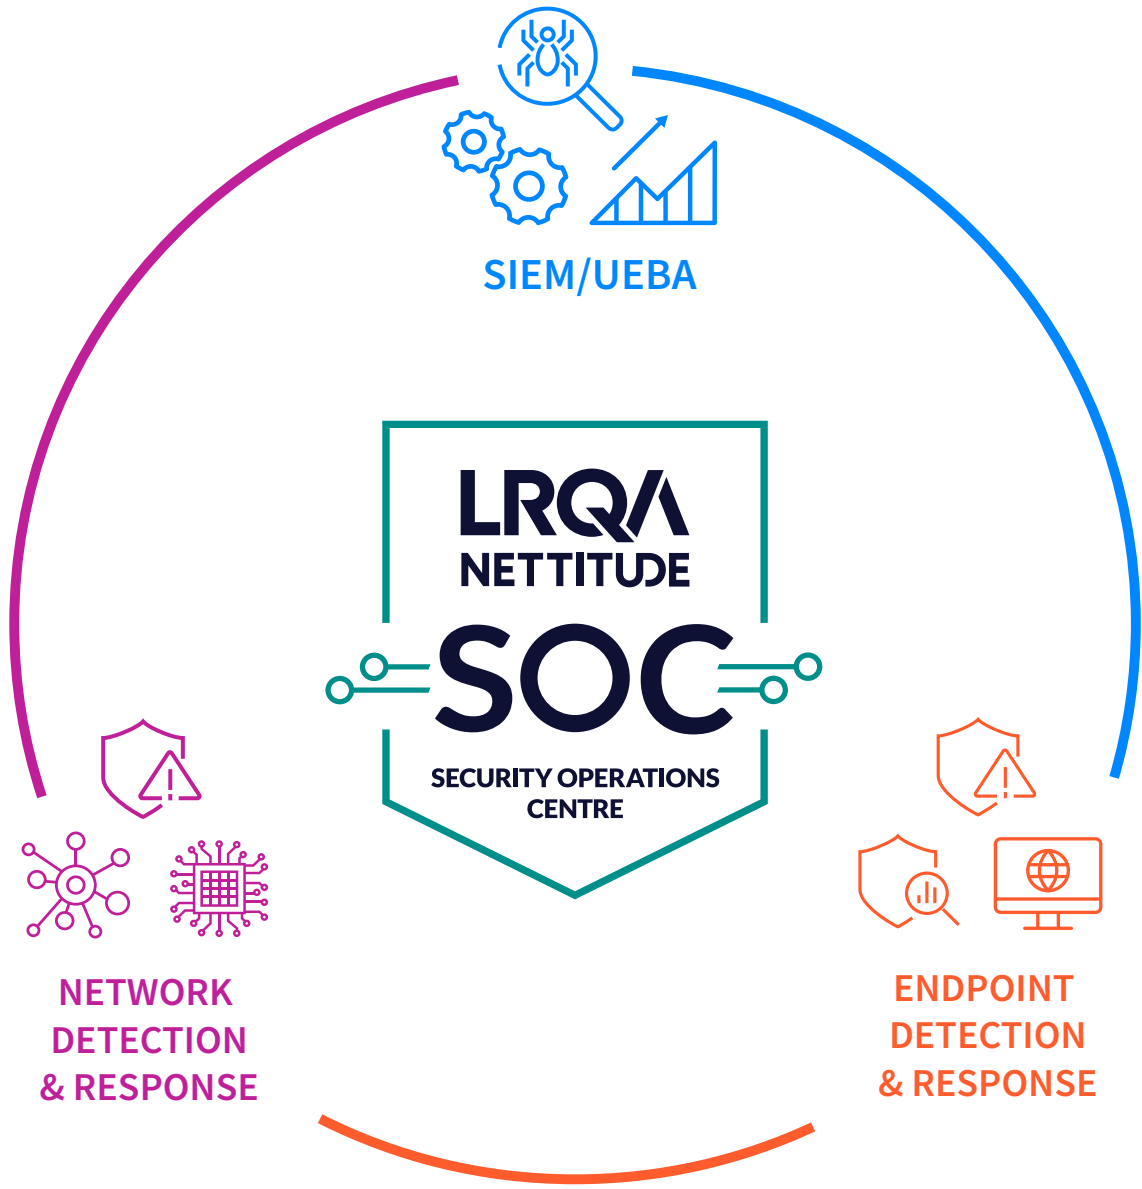 SIEM/UEBA
LRQA
NETTITUDE
SOC
SECURITY OPERATIONS
CENTRE
NETWORK
DETECTION
& RESPONSE
ENDPOINT
DETECTION
& RESPONSE